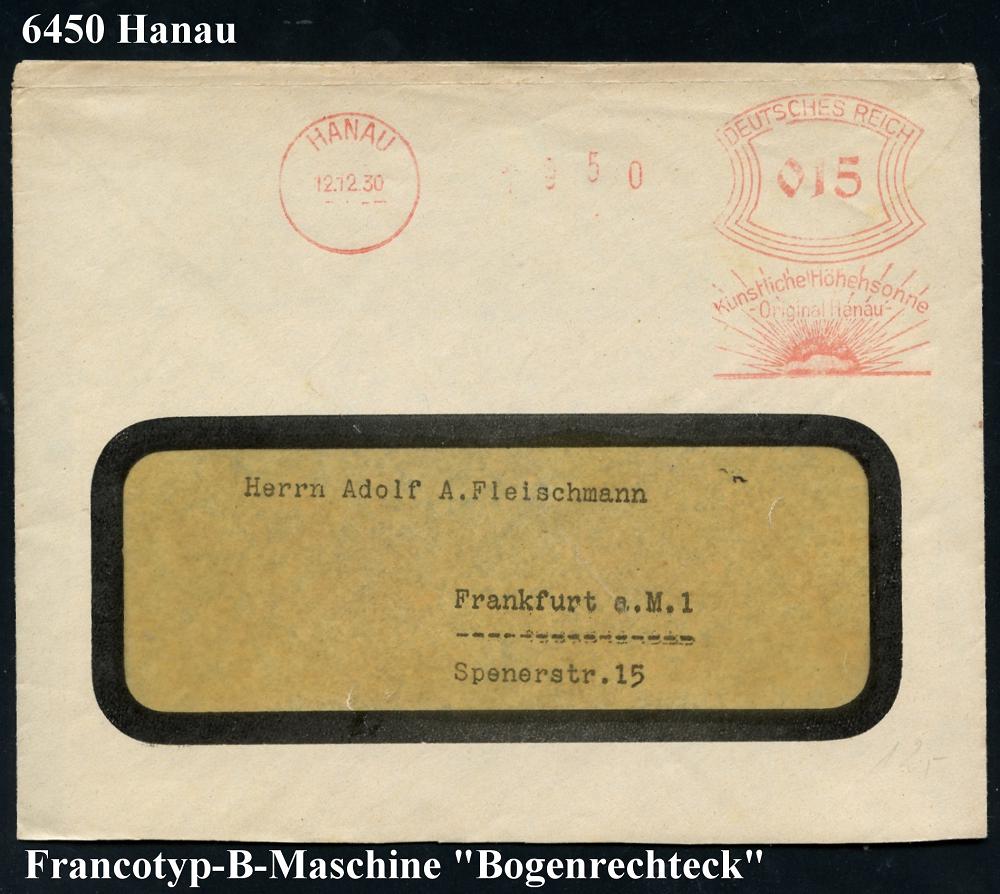 6450 Hanau
HANAU
12.12.30
9 5 0
DEUTSCHES REICH
015
Künstliche Höhensonne
-Original Hanau-
Herrn Adolf A.Fleischmann
Frankfurt a.M.1
Spenerstr.15
12,-
Francotyp-B-Maschine "Bogenrechteck"